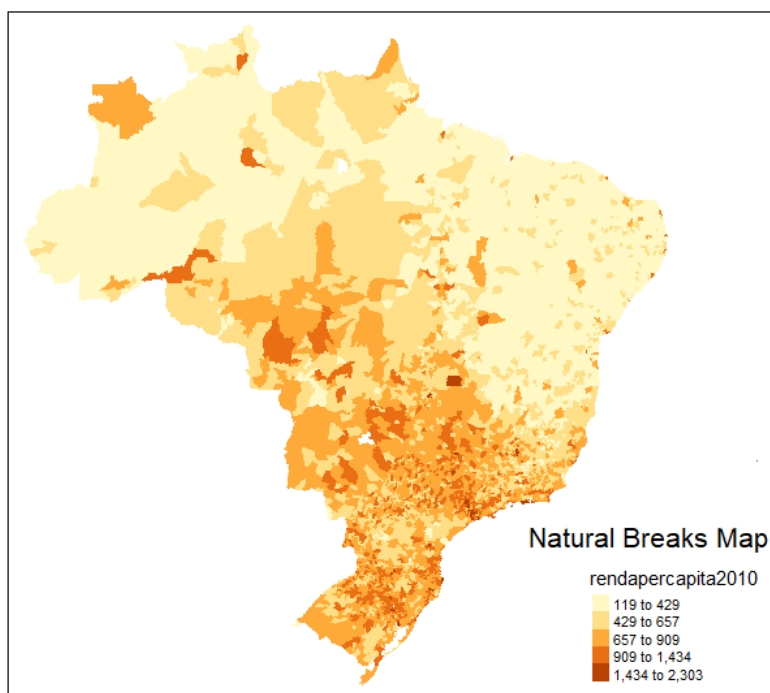 Natural Breaks Map
rendapercapita2010
119 to 429
429 to 657
657 to 909
909 to 1,434
1,434 to 2,303